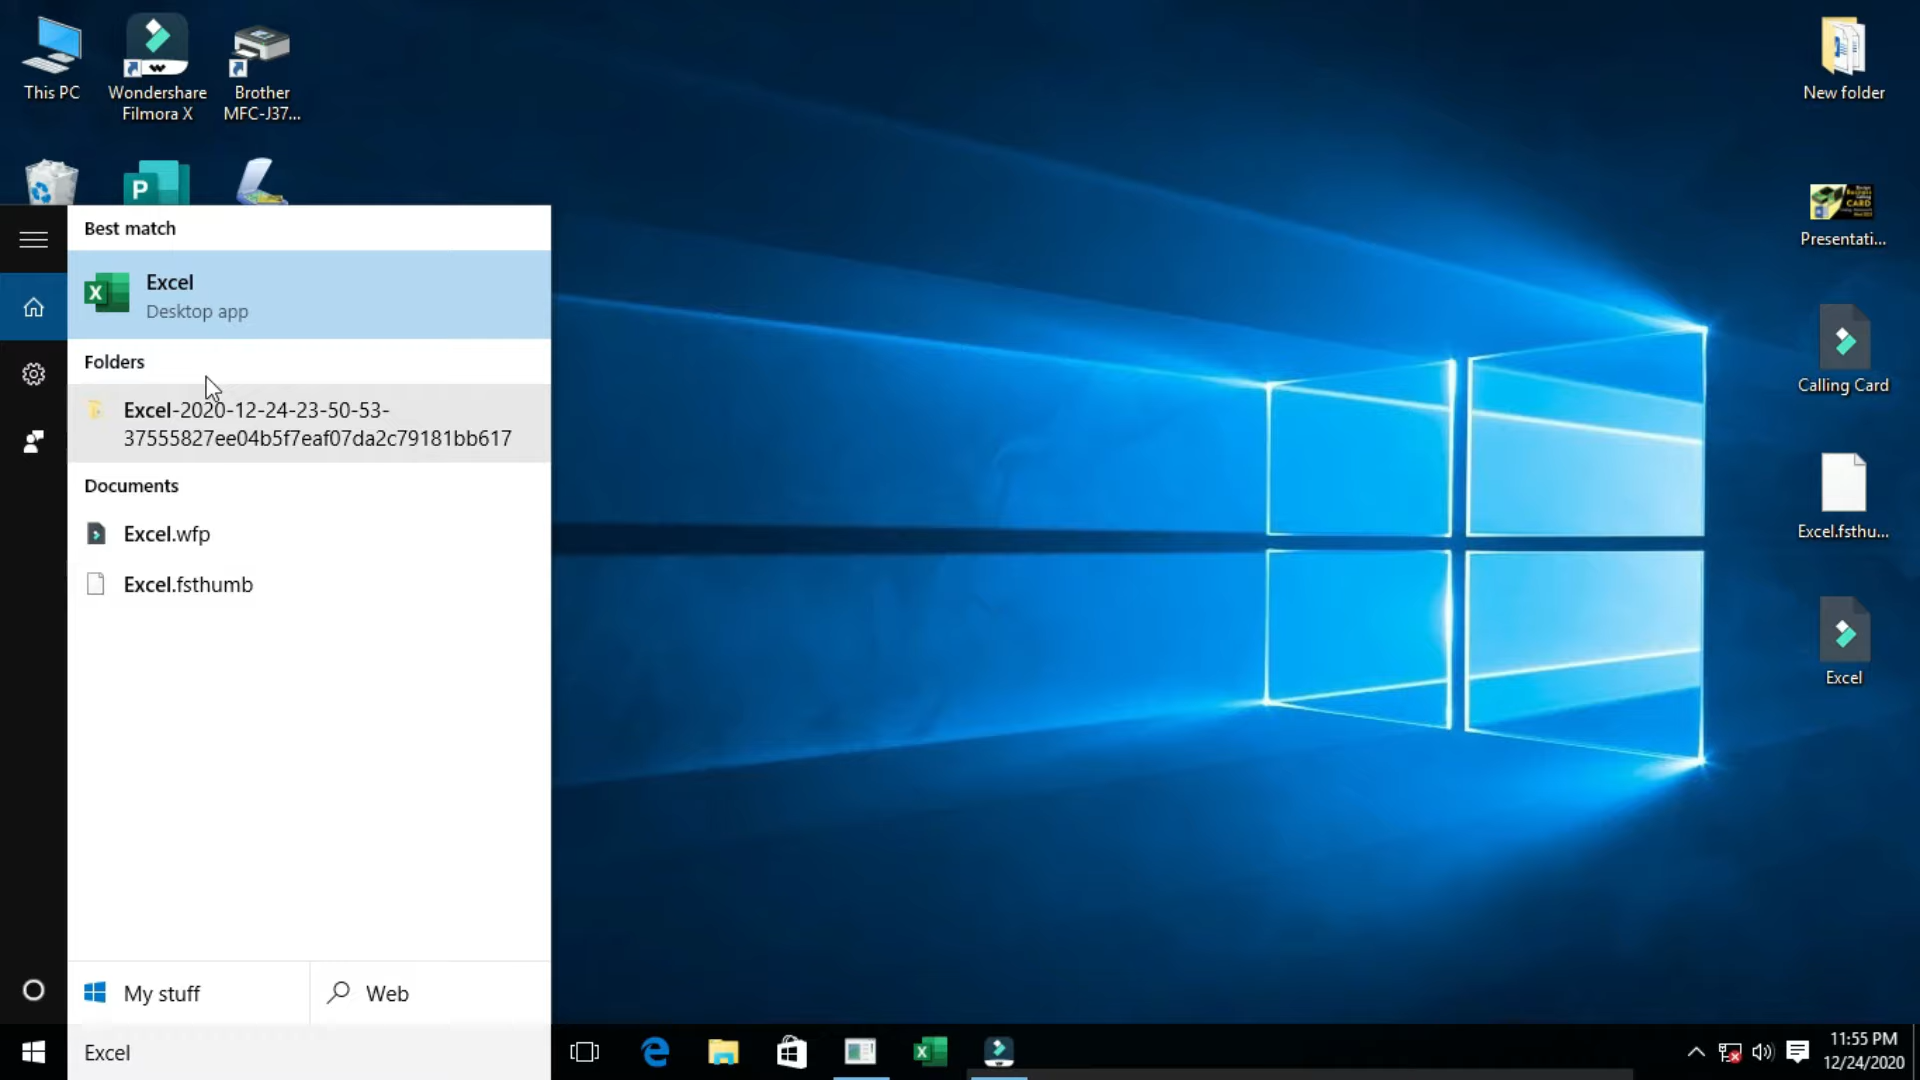 This PC
Wondershare
Filmora X
Brother
MFC-J37...
New folder
P
Best match
X
Excel
Desktop app
Folders
Excel-2020-12-24-23-50-53-
37555827ee04b5f7eaf07da2c79181bb617
Documents
Excel.wfp
Excel.fsthumb
My stuff
Web
Excel
CARD
Presentati...
Calling Card
Excel.fsthu...
Excel
X
11:55 PM
12/24/2020